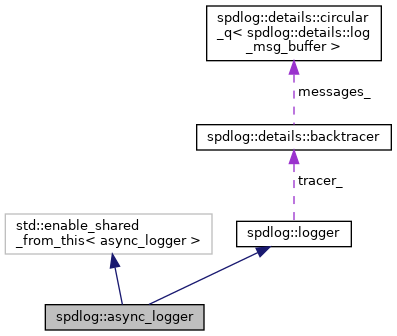 spdlog::details::circular
_q< spdlog::details::log
_msg_buffer >
messages_
spdlog::details::backtracer
tracer_
std::enable_shared
_from_this< async_logger >
spdlog::logger
spdlog::async_logger